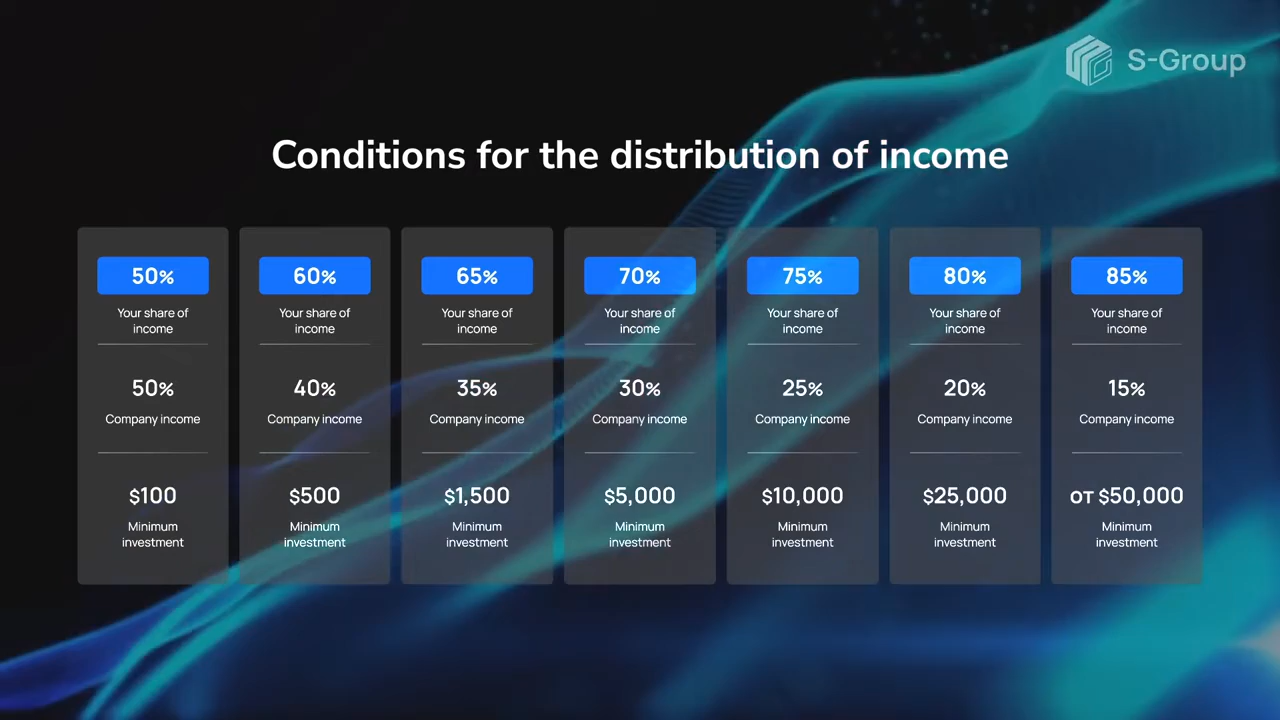 S-Group
Conditions for the distribution of income
50%
Your share of
income
50%
Company income
$100
Minimum
investment
60%
Your share of
income
40%
Company income
$500
Minimum
investment
65%
Your share of
income
35%
Company income
$1,500
Minimum
investment
70%
Your share of
income
30%
Company income
$5,000
Minimum
investment
75%
Your share of
income
25%
Company income
$10,000
Minimum
investment
80%
Your share of
income
20%
Company income
$25,000
Minimum
investment
85%
Your share of
income
15%
Company income
от $50,000
Minimum
investment